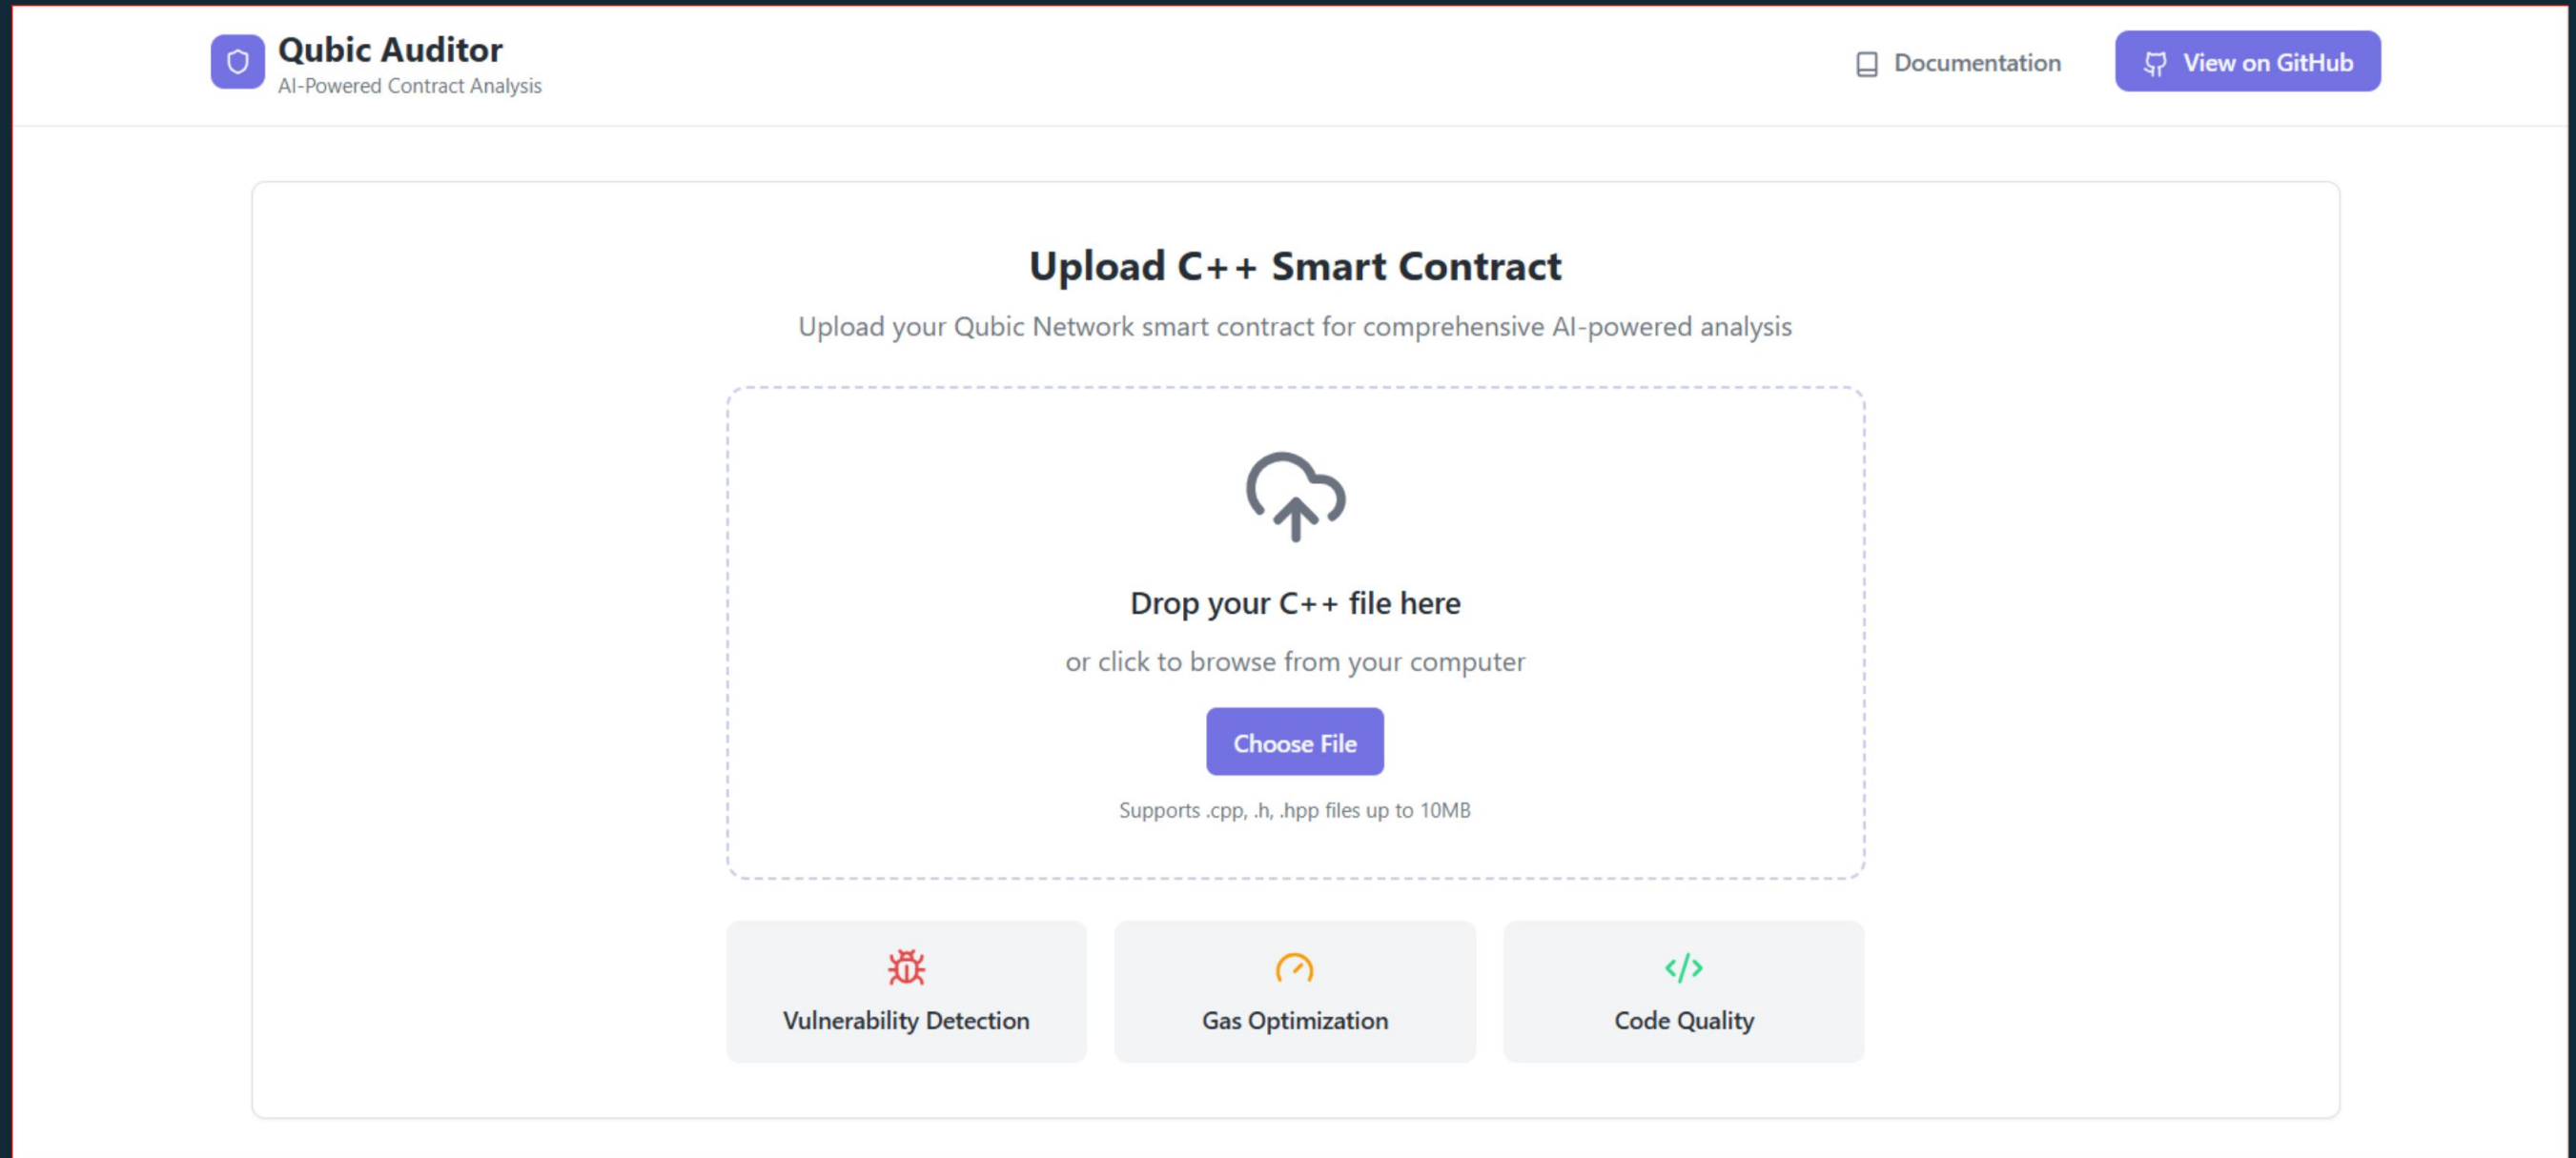 Qubic Auditor
AI-Powered Contract Analysis
Documentation
View on GitHub
Upload C++ Smart Contract
Upload your Qubic Network smart contract for comprehensive AI-powered analysis
Drop your C++ file here
or click to browse from your computer
Choose File
Supports .cpp, .h, .hpp files up to 10MB
Vulnerability Detection
Gas Optimization
Code Quality